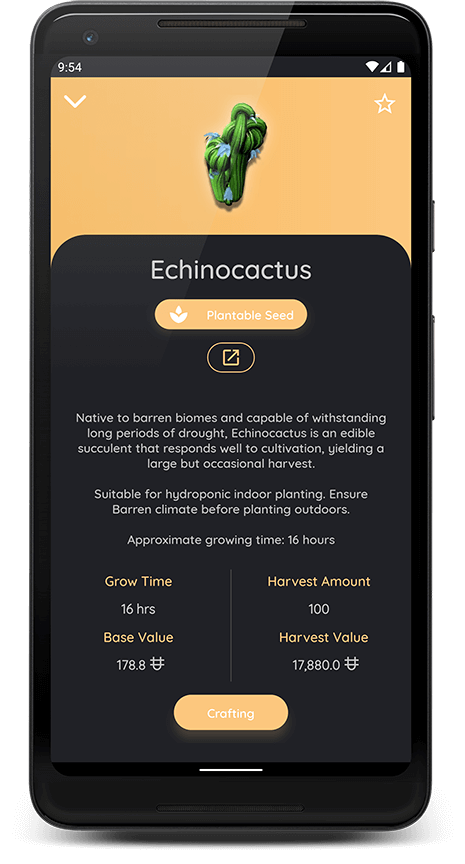 9:54
Echinocactus
Plantable Seed
Native to barren biomes and capable of withstanding
long periods of drought, Echinocactus is an edible
succulent that responds well to cultivation, yielding a
large but occasional harvest.
Suitable for hydroponic indoor planting. Ensure
Barren climate before planting outdoors.
Approximate growing time: 16 hours
Grow Time
Harvest Amount
16 hrs
100
Base Value
Harvest Value
178.8
17,880.0
Crafting